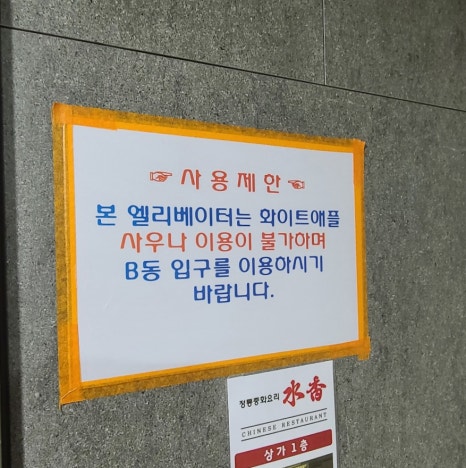 ☞ 사 용 제 한 ☜
본 엘리베이터는 화이트애플
사우나 이용이 불가하며
B동 입구를 이용하시기
바랍니다.
정통중화요리 水香
CHINESE RESTAURANT
상가 1층